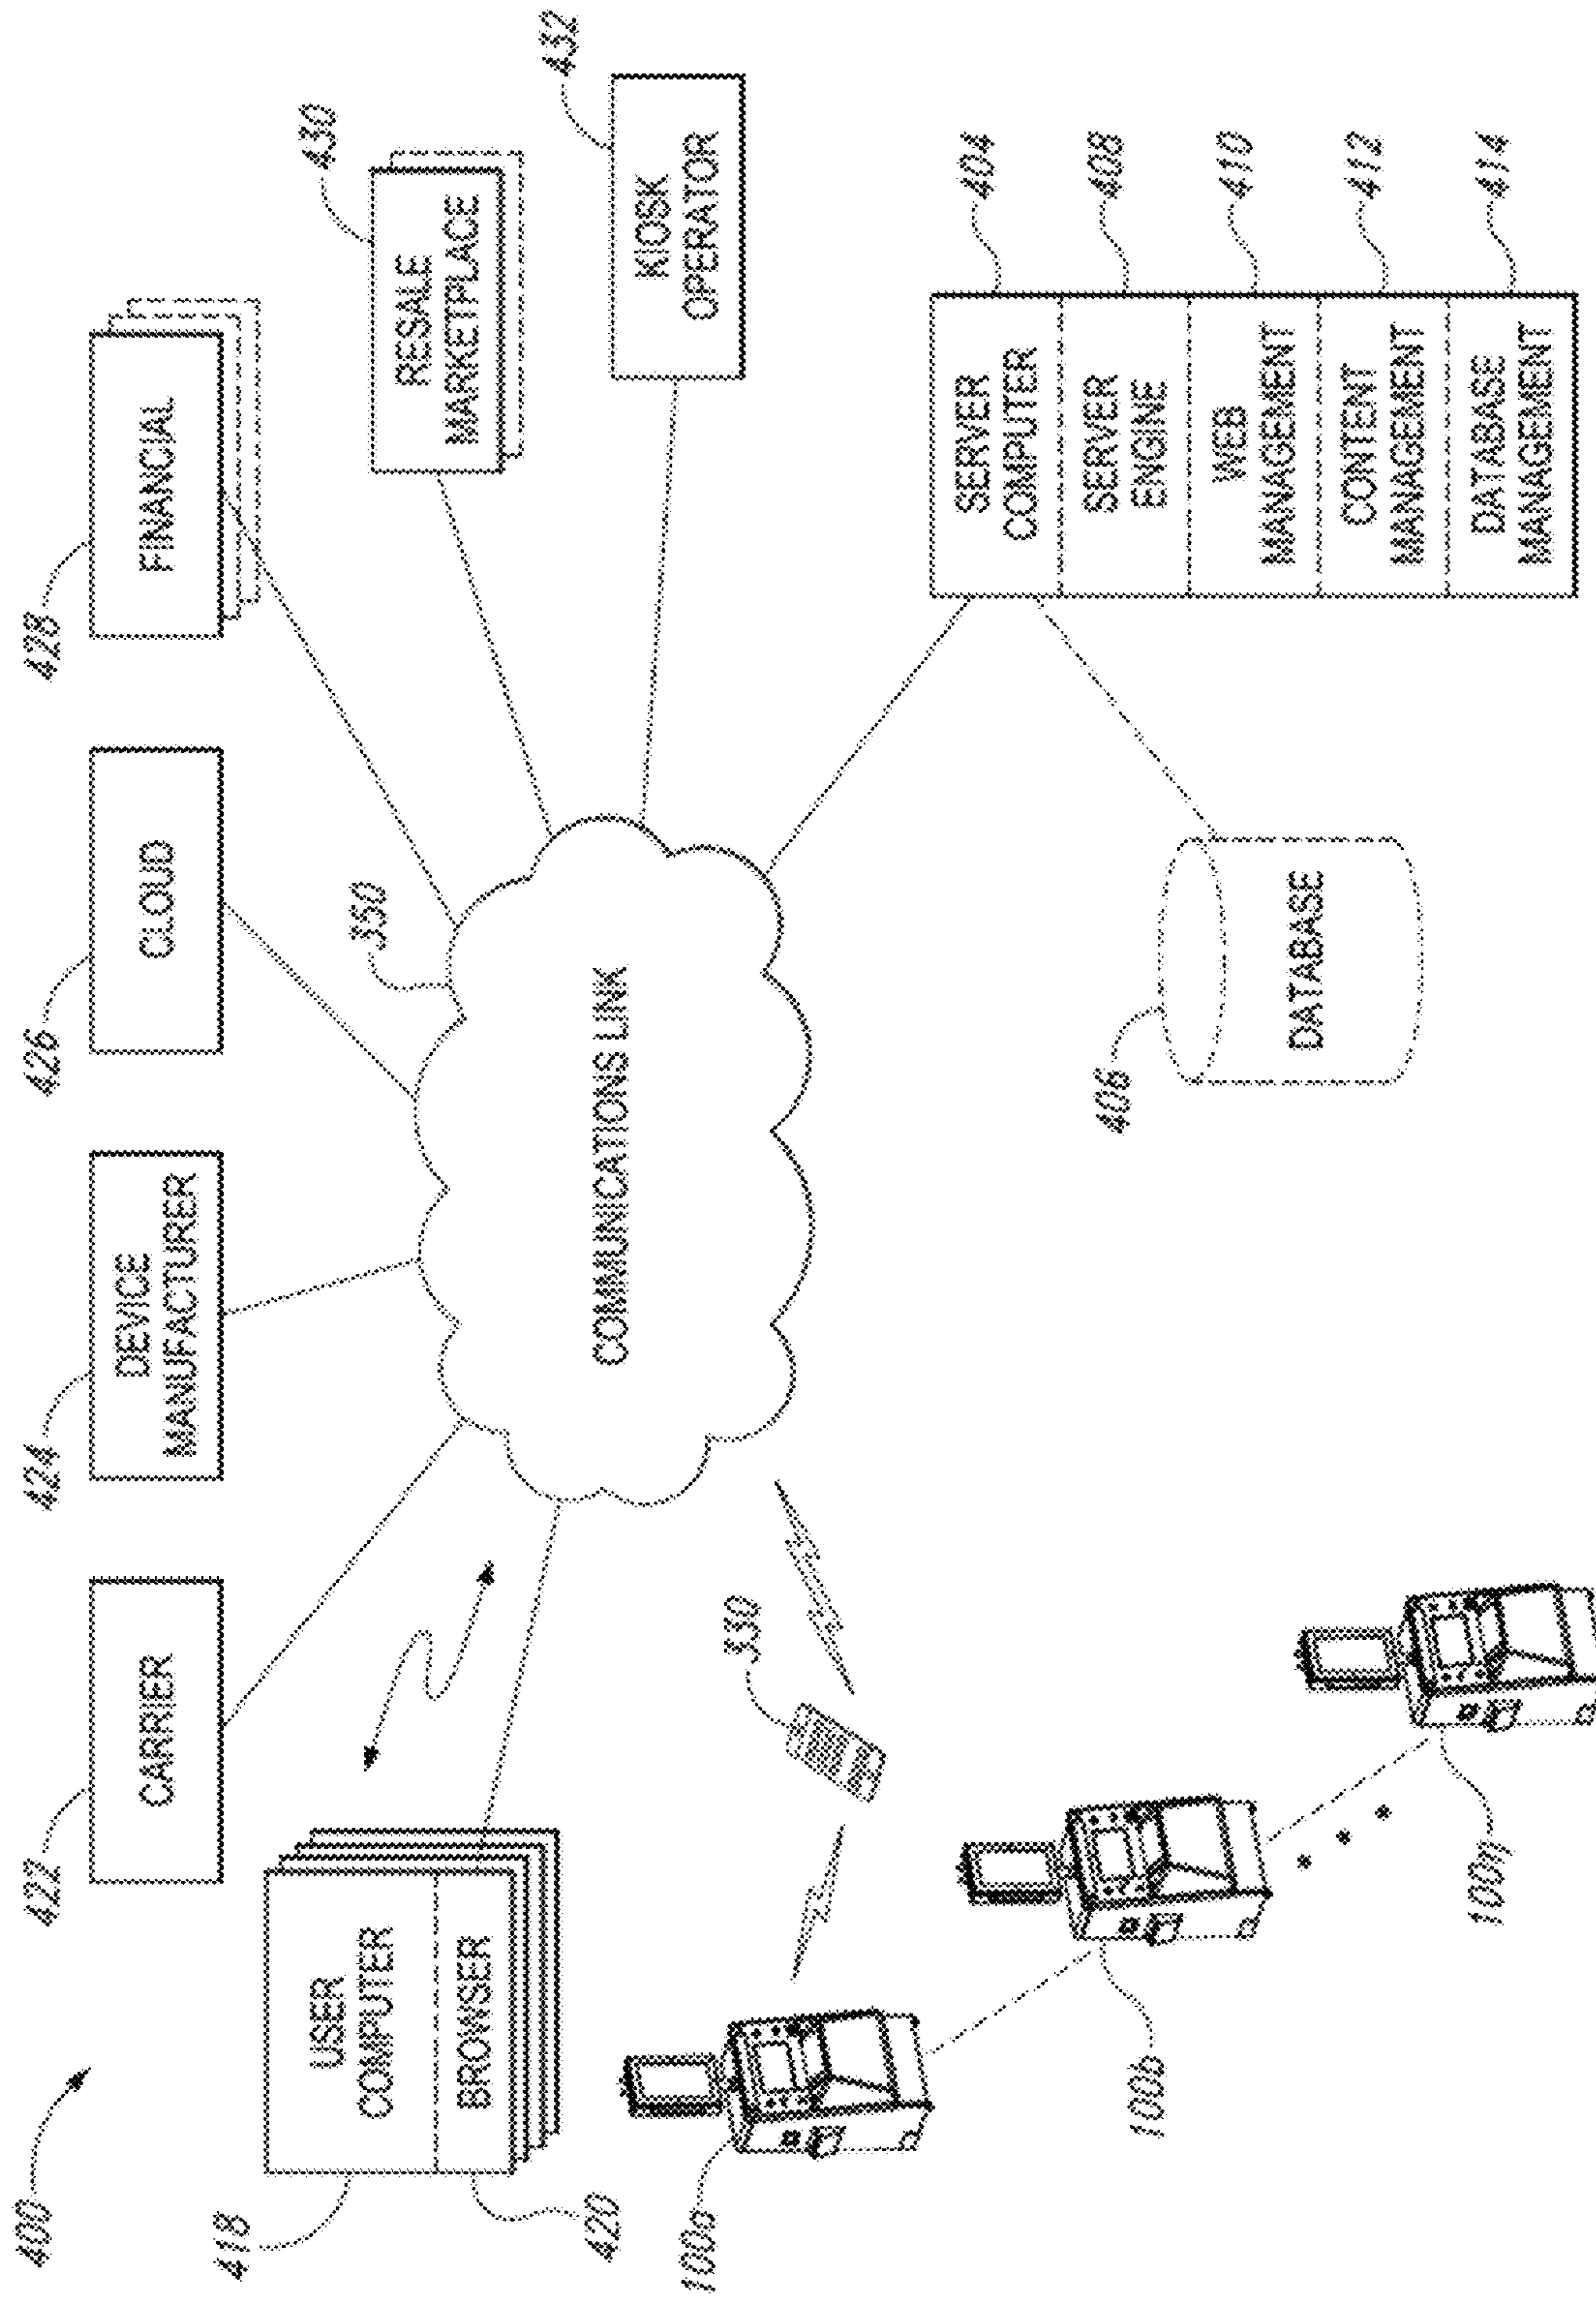 400
422
CARRIER
424
DEVICE
MANUFACTURER
426
CLOUD
428
FINANCIAL
418
USER
COMPUTER
BROWSER
420
350
COMMUNICATIONS LINK
430
RESALE
MARKETPLACE
432
KIOSK
OPERATOR
330
100a
100b
100n
406
DATABASE
SERVER
COMPUTER
404
SERVER
ENGINE
408
WEB
MANAGEMENT
410
CONTENT
MANAGEMENT
412
DATABASE
MANAGEMENT
414